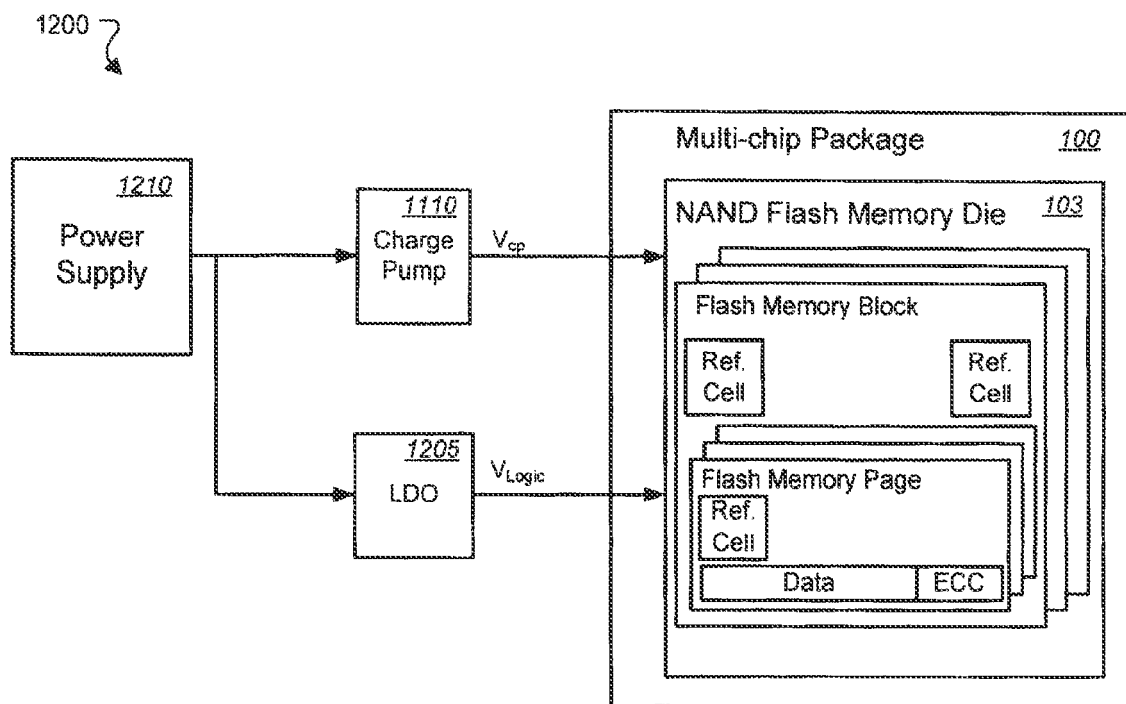 1200
Multi-chip Package 100
1210
Power
Supply
1110
Charge
Pump
Vcp
NAND Flash Memory Die 103
Flash Memory Block
Ref.
Cell
Ref.
Cell
1205
LDO
VLogic
Flash Memory Page
Ref.
Cell
Data
ECC